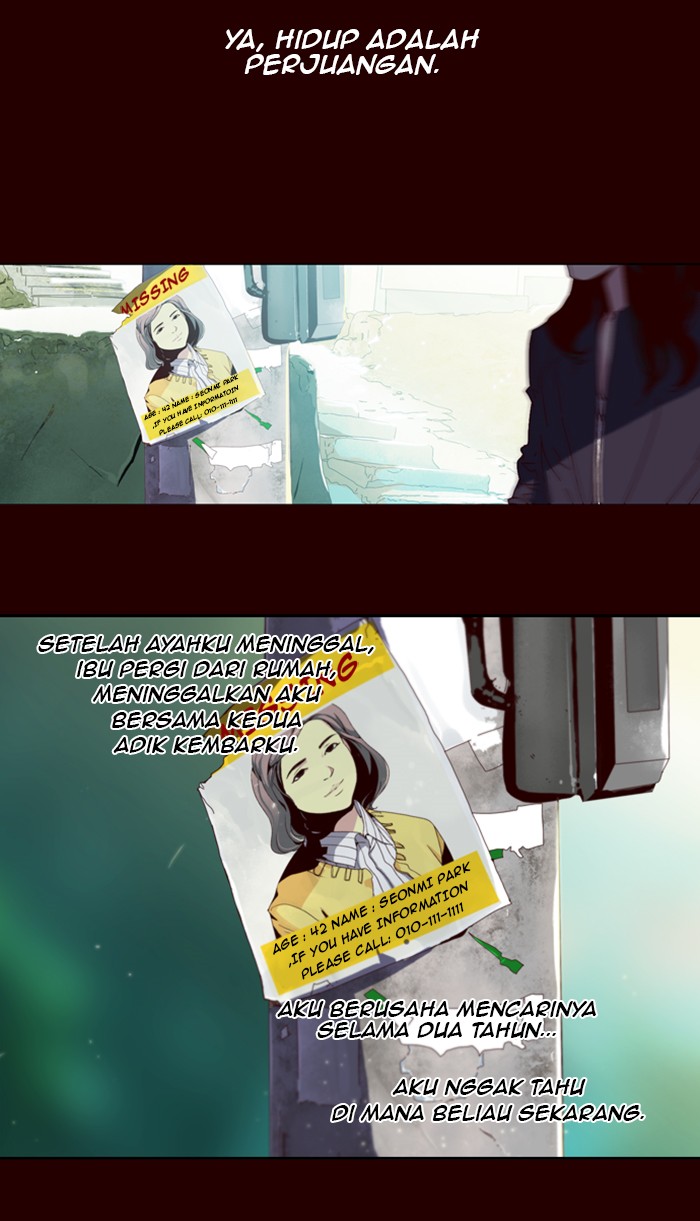 YA, HIDUP ADALAH
PERJUANGAN.
MISSING
AGE : 42 NAME : SEONMI PARK
,IF YOU HAVE INFORMATOIN
PLEASE CALL: 010-111-1111
SETELAH AYAHKU MENINGGAL,
IBU PERGI DARI RUMAH,
MENINGGALKAN AKU
BERSAMA KEDUA
ADIK KEMBARKU.
MISSING
AGE : 42 NAME : SEONMI PARK
,IF YOU HAVE INFORMATION
PLEASE CALL: 010-111-1111
AKU BERUSAHA MENCARINYA
SELAMA DUA TAHUN...
AKU NGGAK TAHU
DI MANA BELIAU SEKARANG.